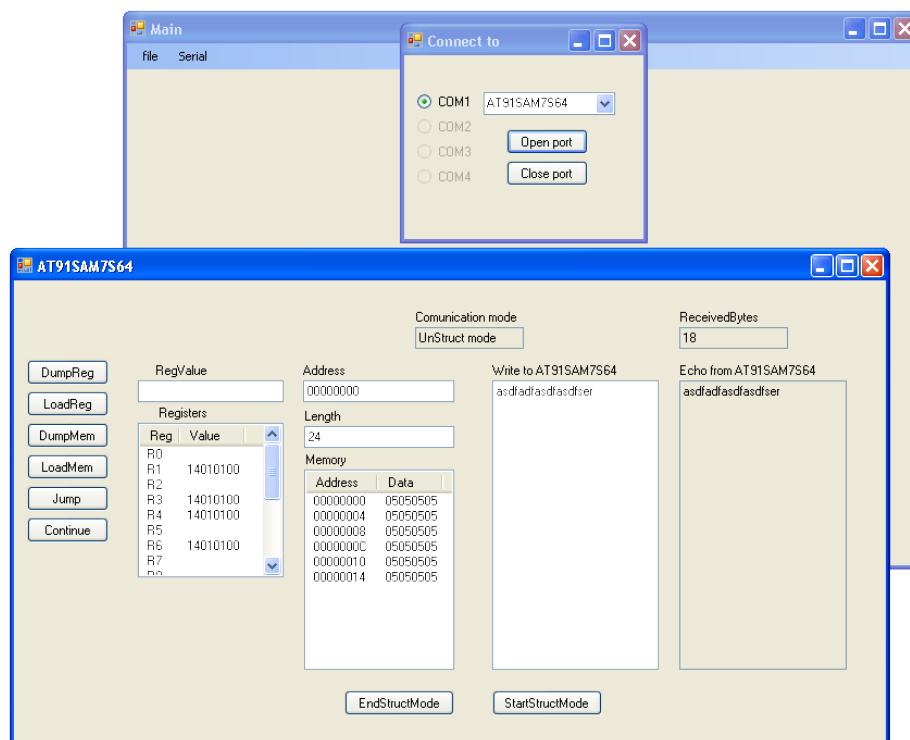 Main
file Serial
Connect to
COM1 AT91SAM7S64
COM2
COM3
COM4
Open port
Close port
AT91SAM7S64
Comunication mode
UnStruct mode
ReceivedBytes
18
DumpReg
LoadReg
DumpMem
LoadMem
Jump
Continue
RegValue
Registers
Reg Value
R0
R1 14010100
R2
R3 14010100
R4 14010100
R5
R6 14010100
R7
Address
00000000
Length
24
Memory
Address Data
00000000 05050505
00000004 05050505
00000008 05050505
0000000C 05050505
00000010 05050505
00000014 05050505
Write to AT91SAM7S64
asdfadfasdfasdfser
Echo from AT91SAM7S64
asdfadfasdfasdfser
EndStructMode
StartStructMode